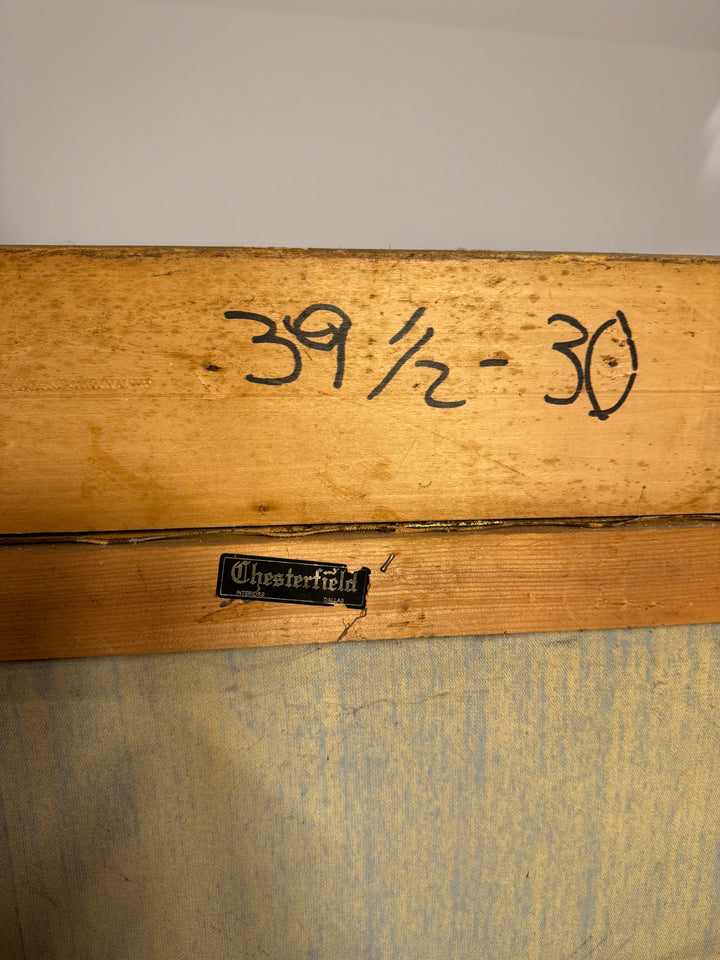 39 1/2 - 30
Chesterfield
INTERIORS DALLAS